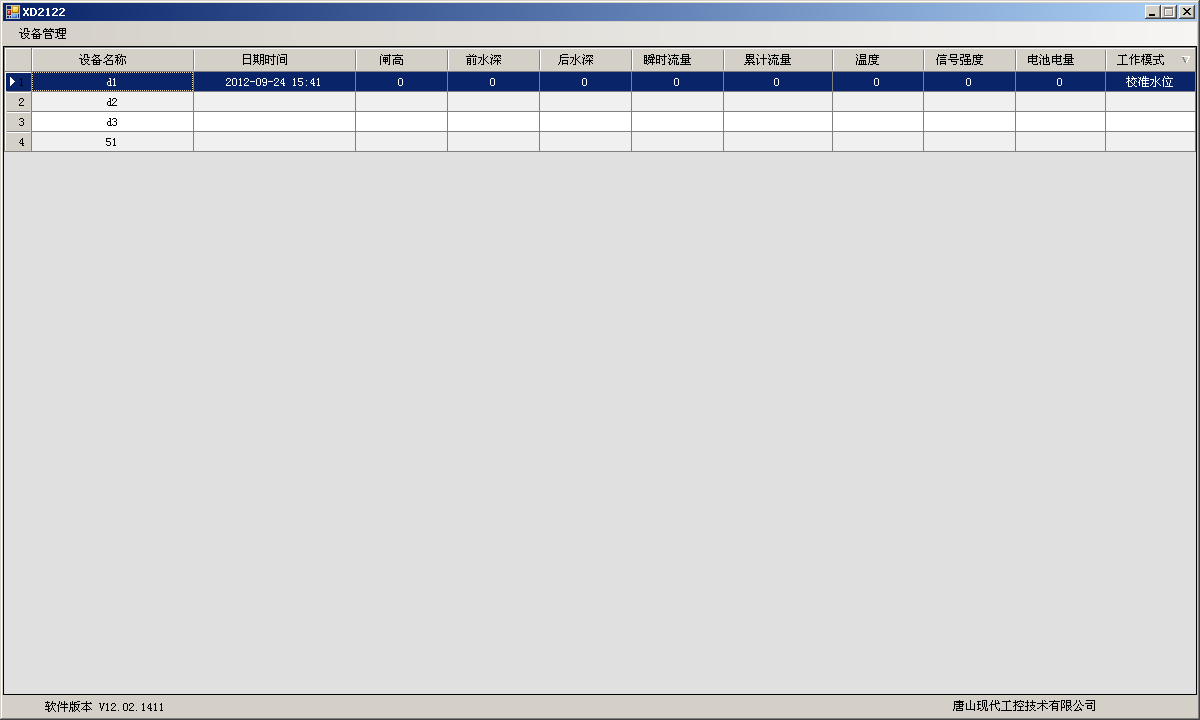 XD2122
设备管理
设备名称 日期时间 闸高 前水深 后水深 瞬时流量 累计流量 温度 信号强度 电池电量 工作模式
1 d1 2012-09-24 15:41 0 0 0 0 0 0 0 0 校准水位
2 d2
3 d3
4 51
软件版本 V12.02.1411 唐山现代工控技术有限公司